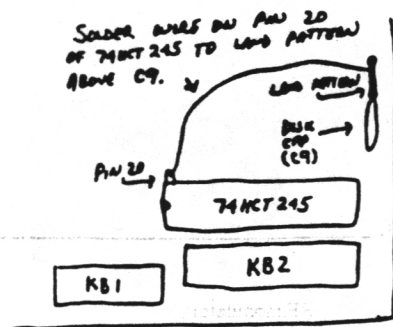 SOLDER WIRE ON PIN 20
OF 74HCT245 TO LAND PATTERN
ABOVE C9.
LAND PATTERN
DISK
CAP
(C9)
PIN 20
74HCT245
KB2
KB1